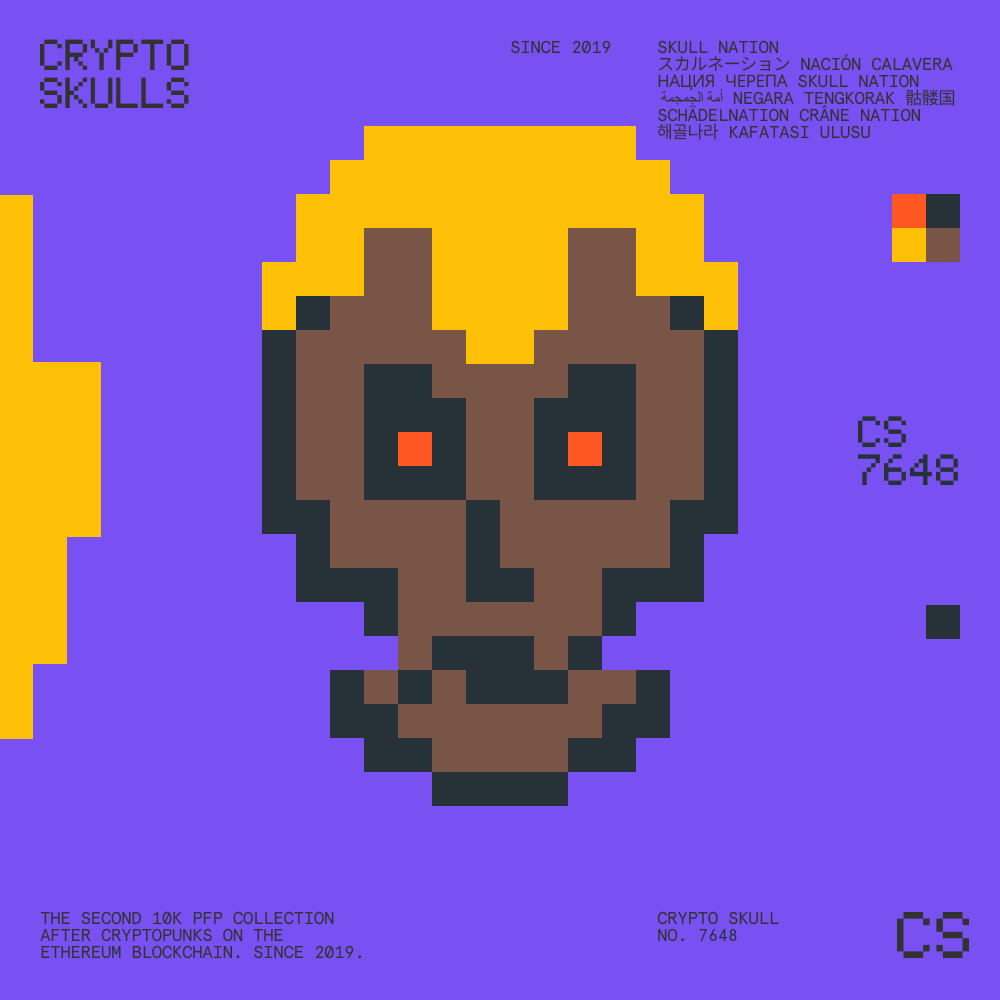 CRYPTO
SKULLS
SINCE 2019
SKULL NATION
スカルネーション NACIÓN CALAVERA
НАЦИЯ ЧЕРЕПА SKULL NATION
أمة الجمجمة NEGARA TENGKORAK 骷髅国
SCHÄDELNATION CRÂNE NATION
해골나라 KAFATASI ULUSU
CS
7648
THE SECOND 10K PFP COLLECTION
AFTER CRYPTOPUNKS ON THE
ETHEREUM BLOCKCHAIN. SINCE 2019.
CRYPTO SKULL
NO. 7648
CS